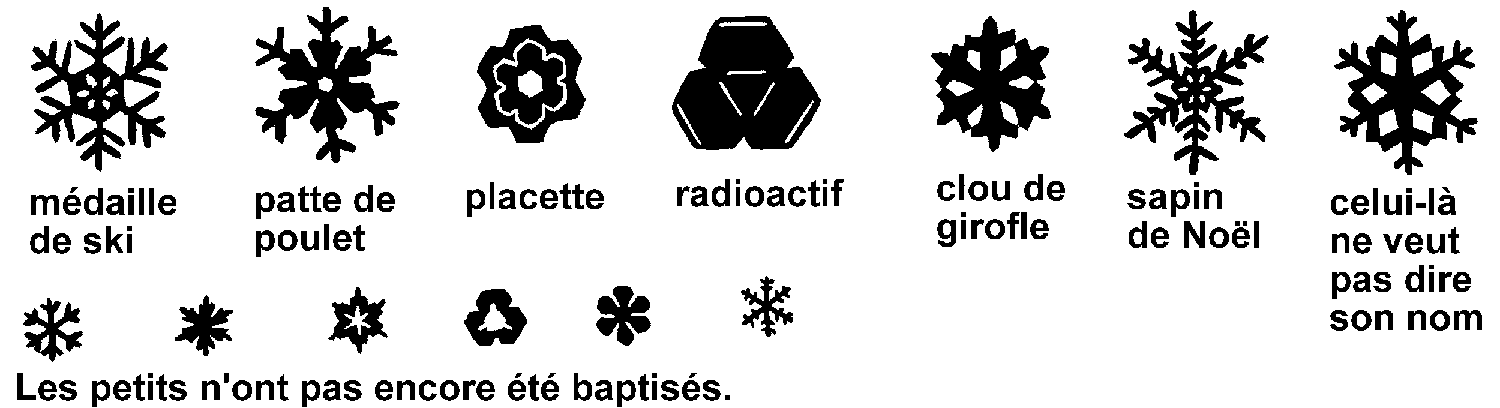 médaille
de ski
patte de
poulet
placette
radioactif
clou de
girofle
sapin
de Noël
celui-là
ne veut
pas dire
son nom
Les petits n'ont pas encore été baptisés.